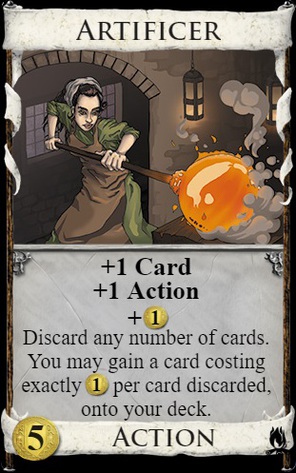 ARTIFICER
+1 Card
+1 Action
+1
Discard any number of cards.
You may gain a card costing
exactly 1 per card discarded,
onto your deck.
5 ACTION